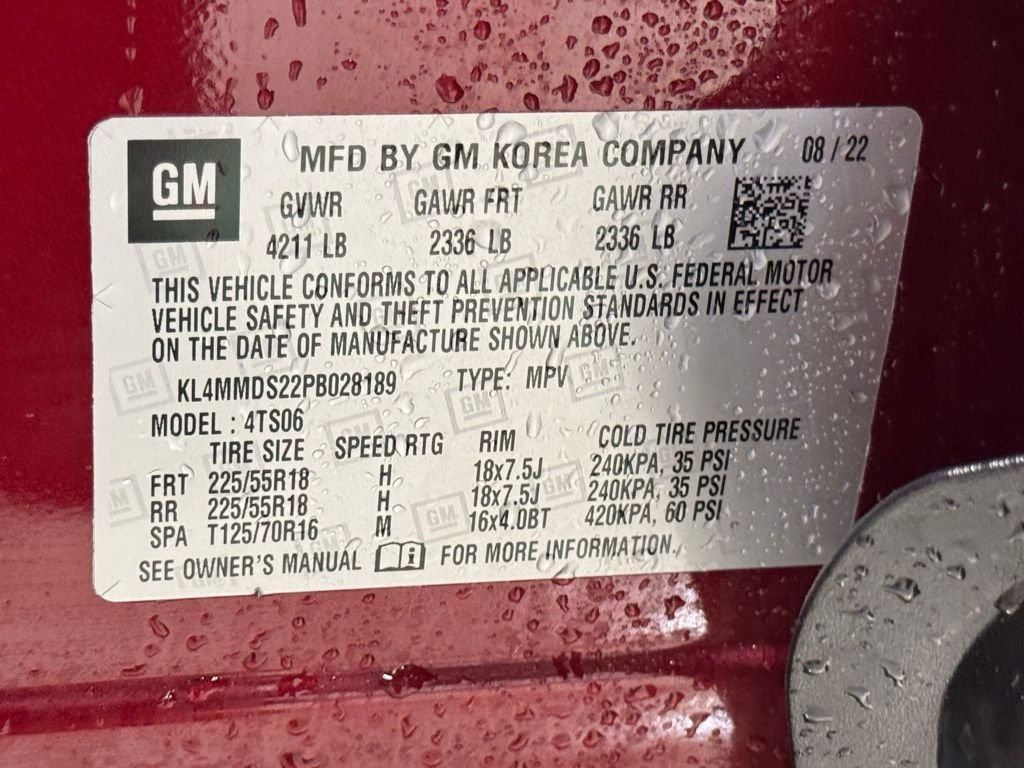 GM
MFD BY GM KOREA COMPANY 08 / 22
GVWR GAWR FRT GAWR RR
4211 LB 2336 LB 2336 LB
THIS VEHICLE CONFORMS TO ALL APPLICABLE U.S. FEDERAL MOTOR
VEHICLE SAFETY AND THEFT PREVENTION STANDARDS IN EFFECT
ON THE DATE OF MANUFACTURE SHOWN ABOVE.
KL4MMDS22PB028189 TYPE: MPV
MODEL : 4TS06
TIRE SIZE SPEED RTG RIM COLD TIRE PRESSURE
FRT 225/55R18 H 18x7.5J 240KPA, 35 PSI
RR 225/55R18 H 18x7.5J 240KPA, 35 PSI
SPA T125/70R16 M 16x4.0BT 420KPA, 60 PSI
SEE OWNER'S MANUAL i FOR MORE INFORMATION.